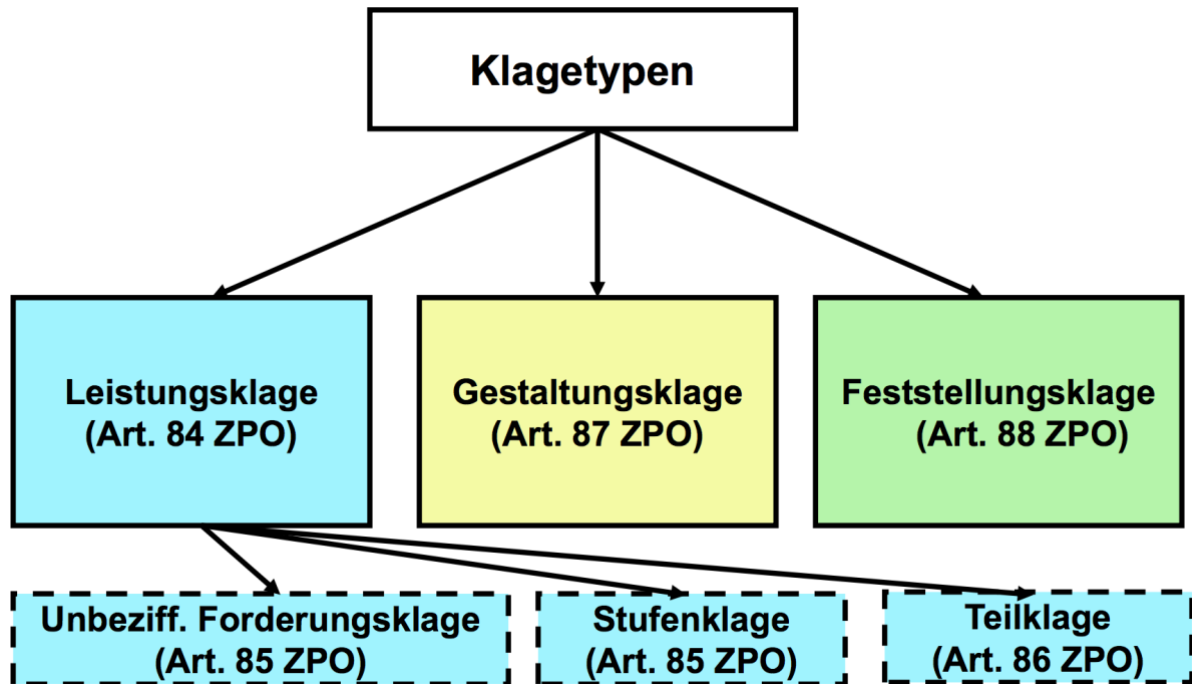 Klagetypen
Leistungsklage
(Art. 84 ZPO)
Gestaltungsklage
(Art. 87 ZPO)
Feststellungsklage
(Art. 88 ZPO)
Unbeziff. Forderungsklage
(Art. 85 ZPO)
Stufenklage
(Art. 85 ZPO)
Teilklage
(Art. 86 ZPO)